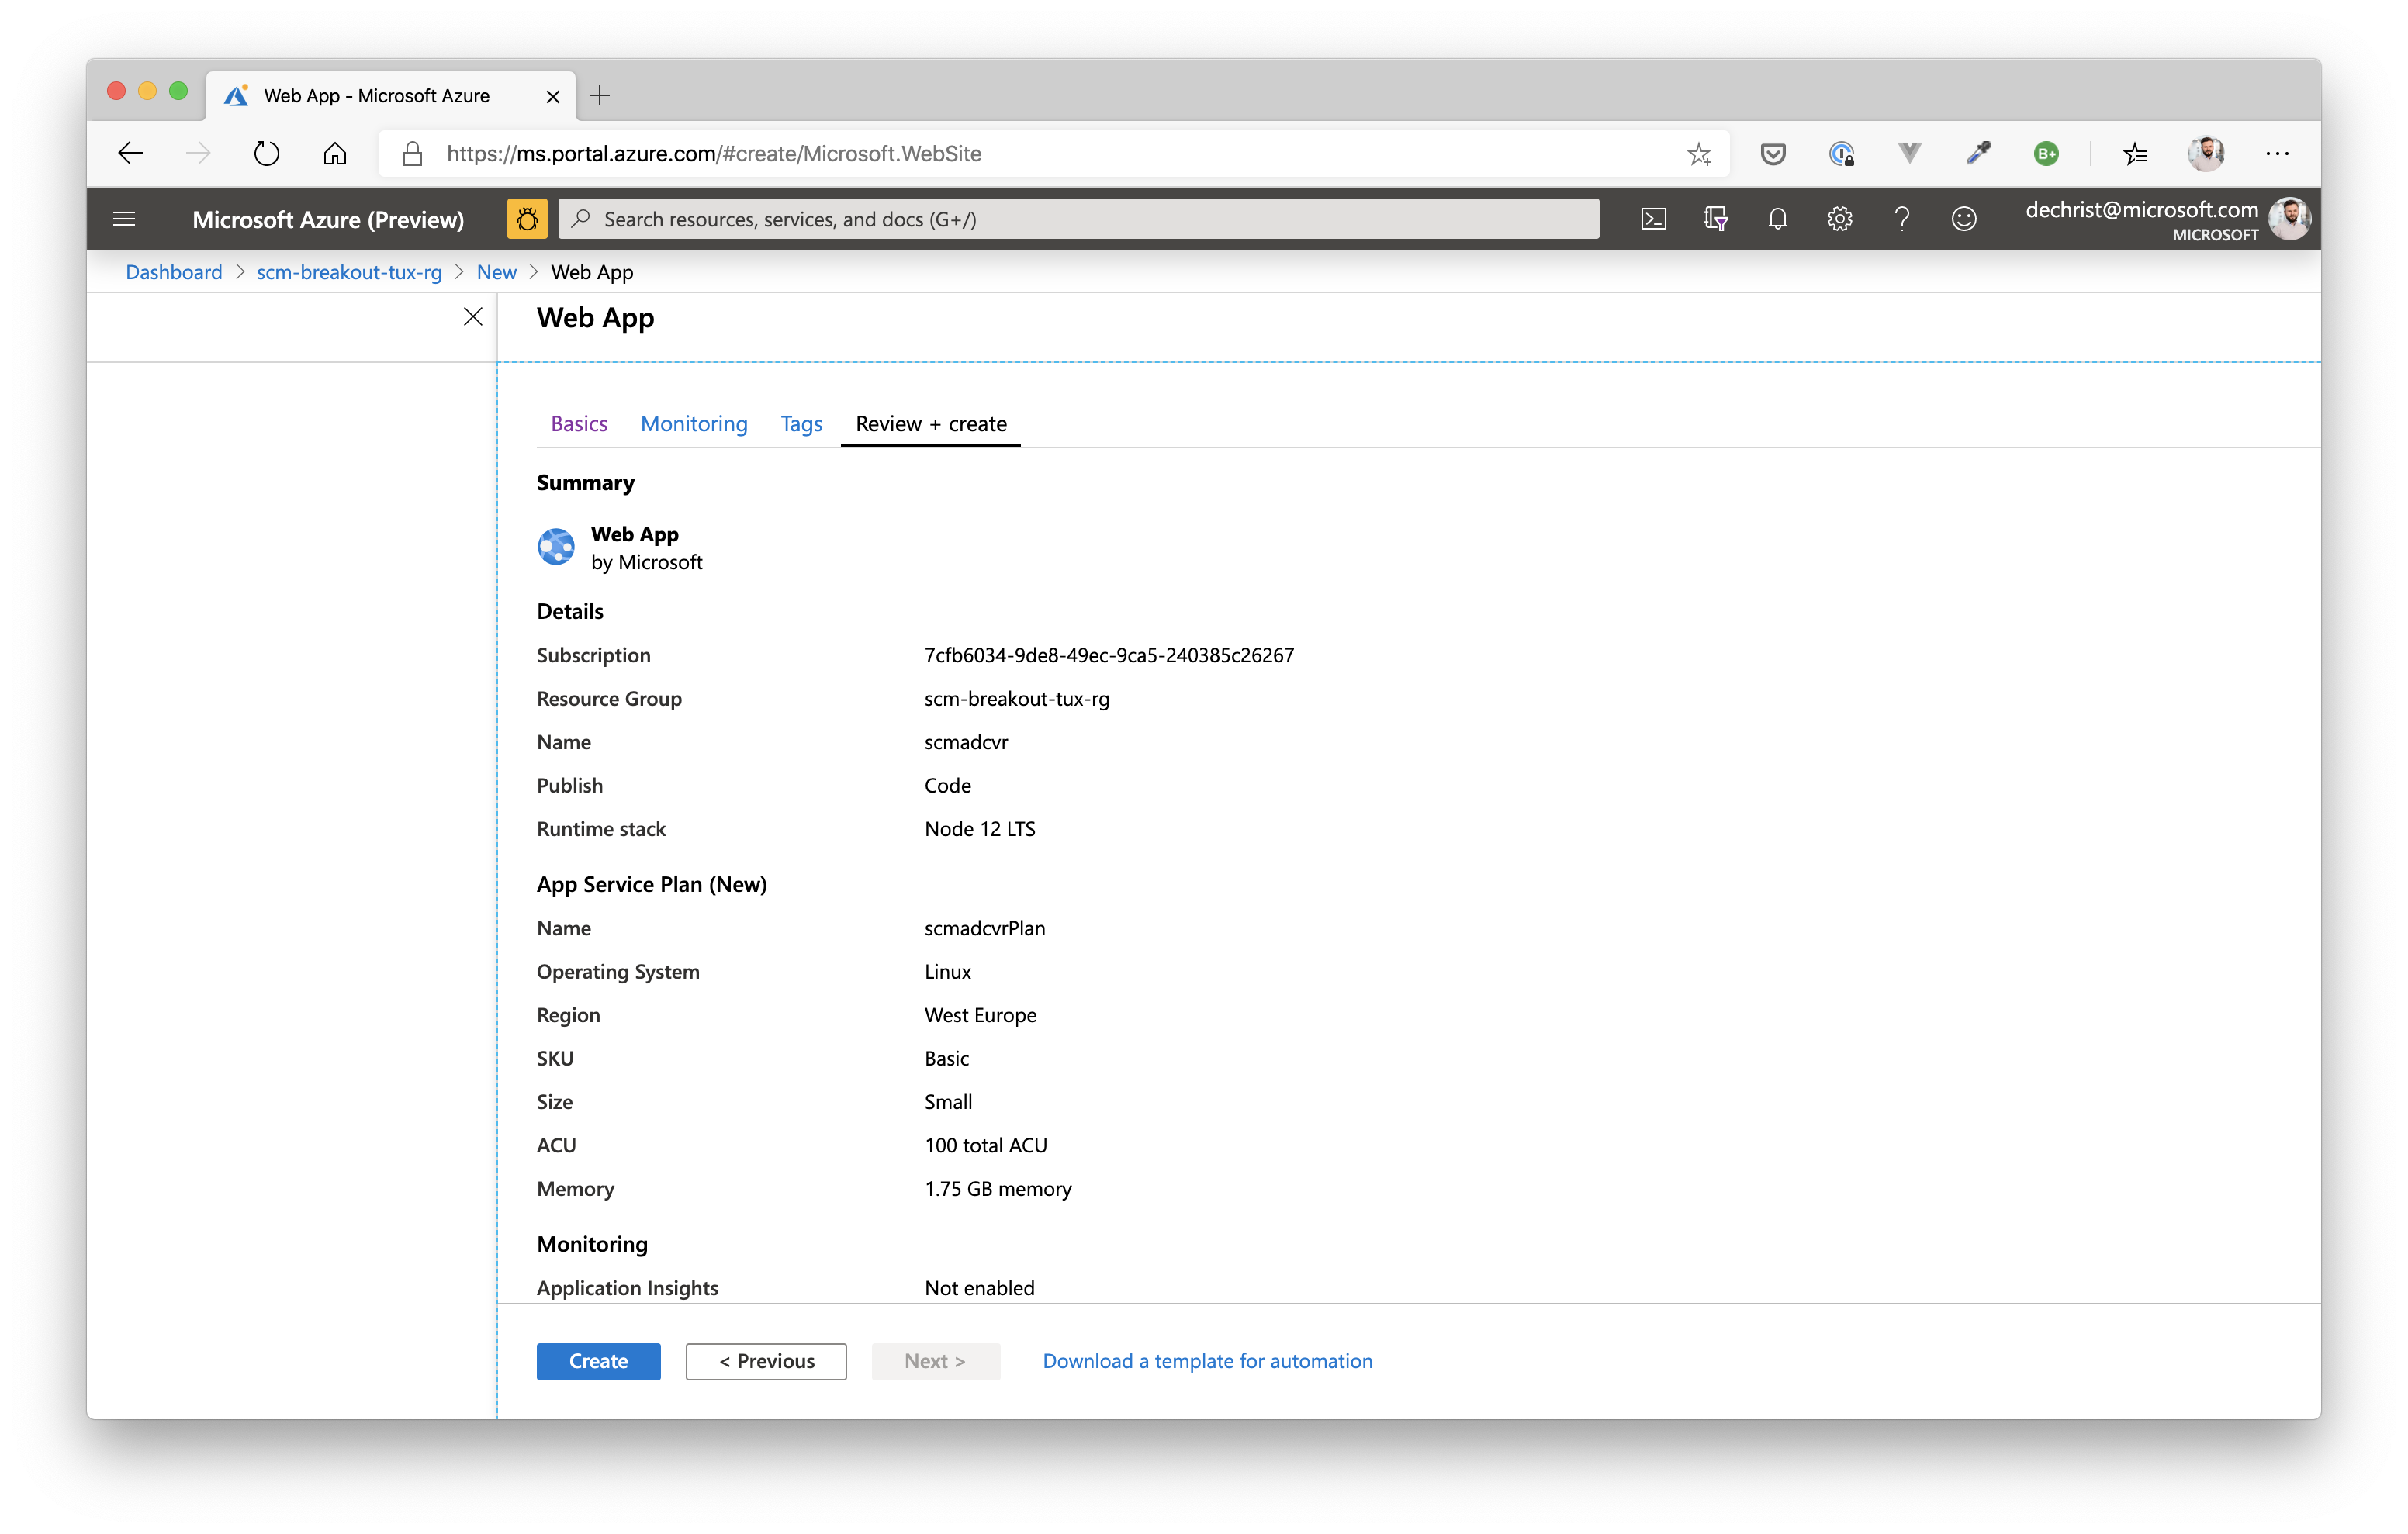 Web App - Microsoft Azure
https://ms.portal.azure.com/#create/Microsoft.WebSite
B+
Microsoft Azure (Preview)
Search resources, services, and docs (G+/)
dechrist@microsoft.com
MICROSOFT
Dashboard > scm-breakout-tux-rg > New > Web App
Web App
Basics Monitoring Tags Review + create
Summary
Web App
by Microsoft
Details
Subscription 7cfb6034-9de8-49ec-9ca5-240385c26267
Resource Group scm-breakout-tux-rg
Name scmadcvr
Publish Code
Runtime stack Node 12 LTS
App Service Plan (New)
Name scmadcvrPlan
Operating System Linux
Region West Europe
SKU Basic
Size Small
ACU 100 total ACU
Memory 1.75 GB memory
Monitoring
Application Insights Not enabled
Create < Previous Next > Download a template for automation